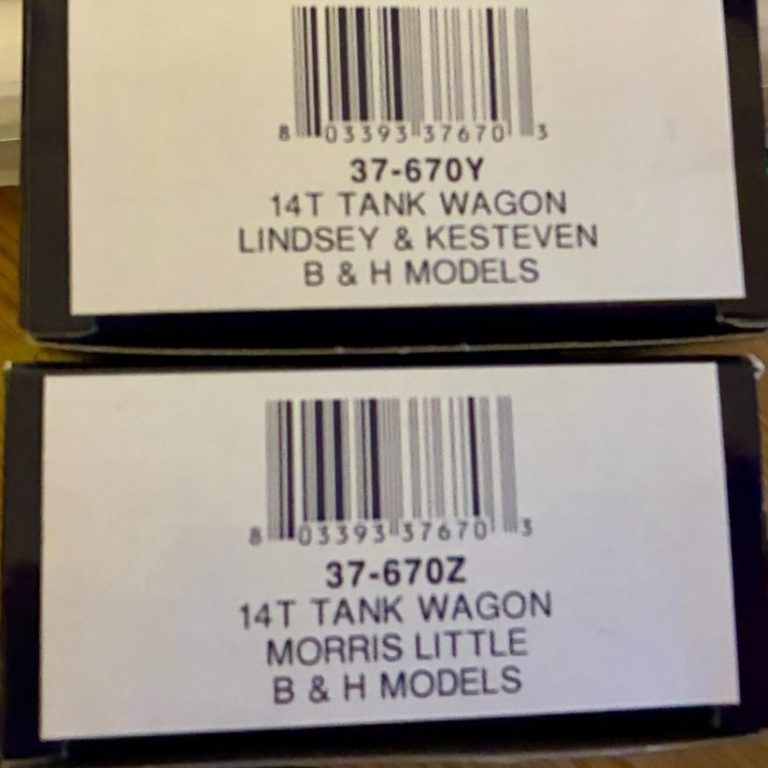 8 03393 37670 3
37-670Y
14T TANK WAGON
LINDSEY & KESTEVEN
B & H MODELS
8 03393 37670 3
37-670Z
14T TANK WAGON
MORRIS LITTLE
B & H MODELS